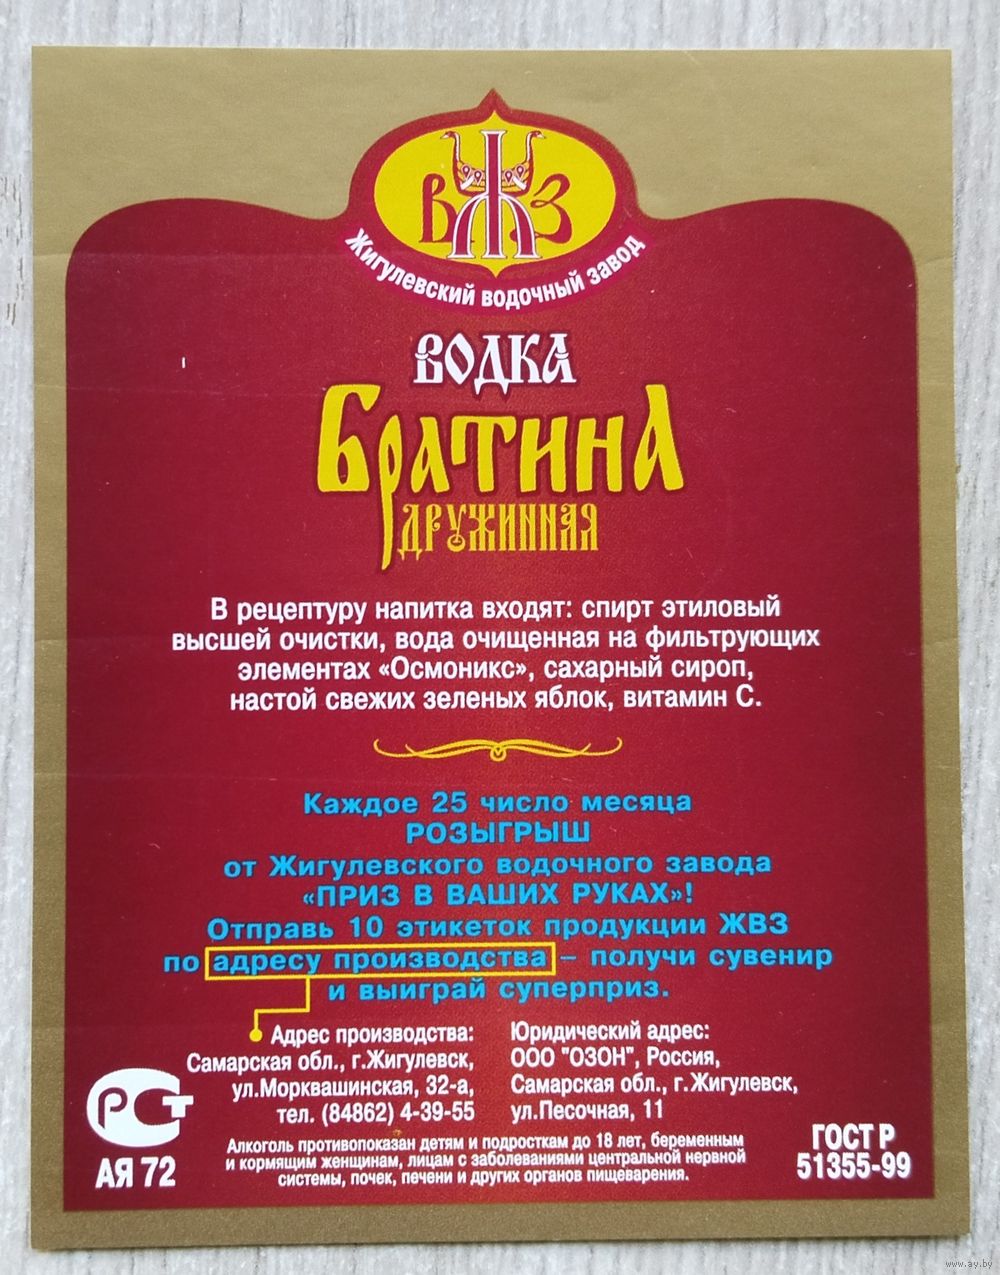 ВЖЗ
Жигулевский водочный завод
ВОДКА
Братина
ДРУЖИННАЯ
В рецептуру напитка входят: спирт этиловый
высшей очистки, вода очищенная на фильтрующих
элементах «Осмоникс», сахарный сироп,
настой свежих зеленых яблок, витамин С.
Каждое 25 число месяца
РОЗЫГРЫШ
от Жигулевского водочного завода
«ПРИЗ В ВАШИХ РУКАХ»!
Отправь 10 этикеток продукции ЖВЗ
по адресу производства – получи сувенир
и выиграй суперприз.
Адрес производства:
Самарская обл., г.Жигулевск,
ул.Морквашинская, 32-а,
тел. (84862) 4-39-55
Юридический адрес:
ООО "ОЗОН", Россия,
Самарская обл., г.Жигулевск,
ул.Песочная, 11
РСТ
АЯ 72
Алкоголь противопоказан детям и подросткам до 18 лет, беременным
и кормящим женщинам, лицам с заболеваниями центральной нервной
системы, почек, печени и других органов пищеварения.
ГОСТ Р
51355-99
www.ay.by